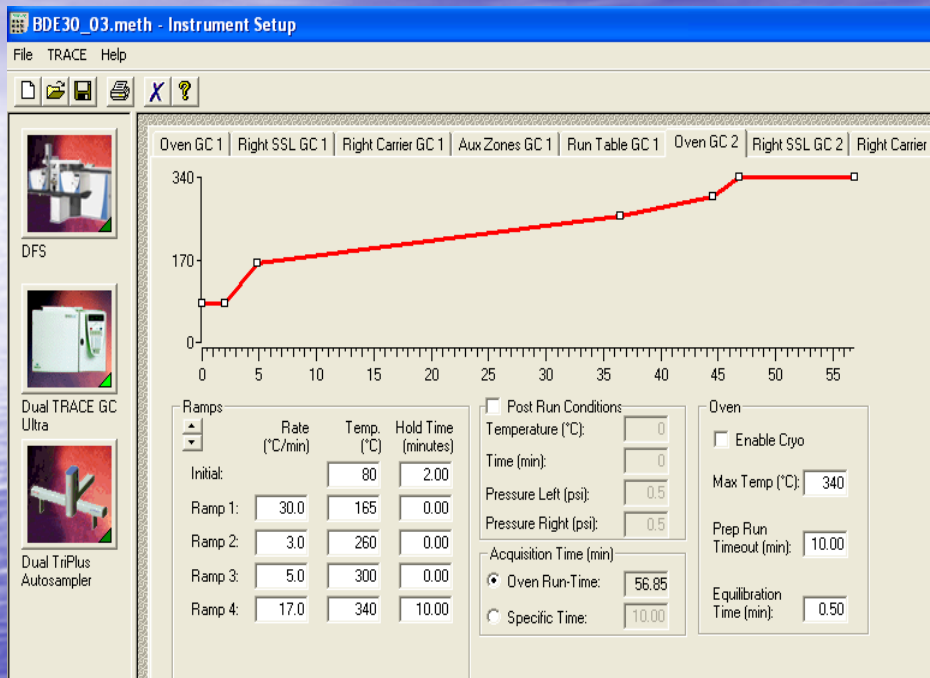 BDE30_03.meth - Instrument Setup
File TRACE Help
Oven GC 1 Right SSL GC 1 Right Carrier GC 1 Aux Zones GC 1 Run Table GC 1 Oven GC 2 Right SSL GC 2 Right Carrier
DFS
Dual TRACE GC
Ultra
Dual TriPlus
Autosampler
340
170
0
0 5 10 15 20 25 30 35 40 45 50 55
Ramps
Rate Temp. Hold Time
(°C/min) (°C) (minutes)
Initial: 80 2.00
Ramp 1: 30.0 165 0.00
Ramp 2: 3.0 260 0.00
Ramp 3: 5.0 300 0.00
Ramp 4: 17.0 340 10.00
Post Run Conditions
Temperature (°C): 0
Time (min): 0
Pressure Left (psi): 0.5
Pressure Right (psi): 0.5
Acquisition Time (min)
Oven Run-Time: 56.85
Specific Time: 10.00
Oven
Enable Cryo
Max Temp (°C): 340
Prep Run
Timeout (min): 10.00
Equilibration
Time (min): 0.50